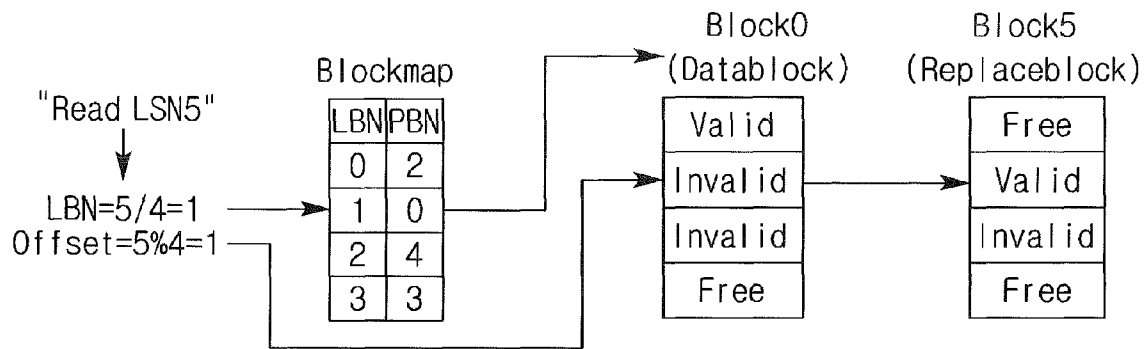 "Read LSN5"
LBN=5/4=1
Offset=5%4=1
Blockmap
LBN PBN
0 2
1 0
2 4
3 3
Block0
(Datablock)
Valid
Invalid
Invalid
Free
Block5
(Replaceblock)
Free
Valid
Invalid
Free